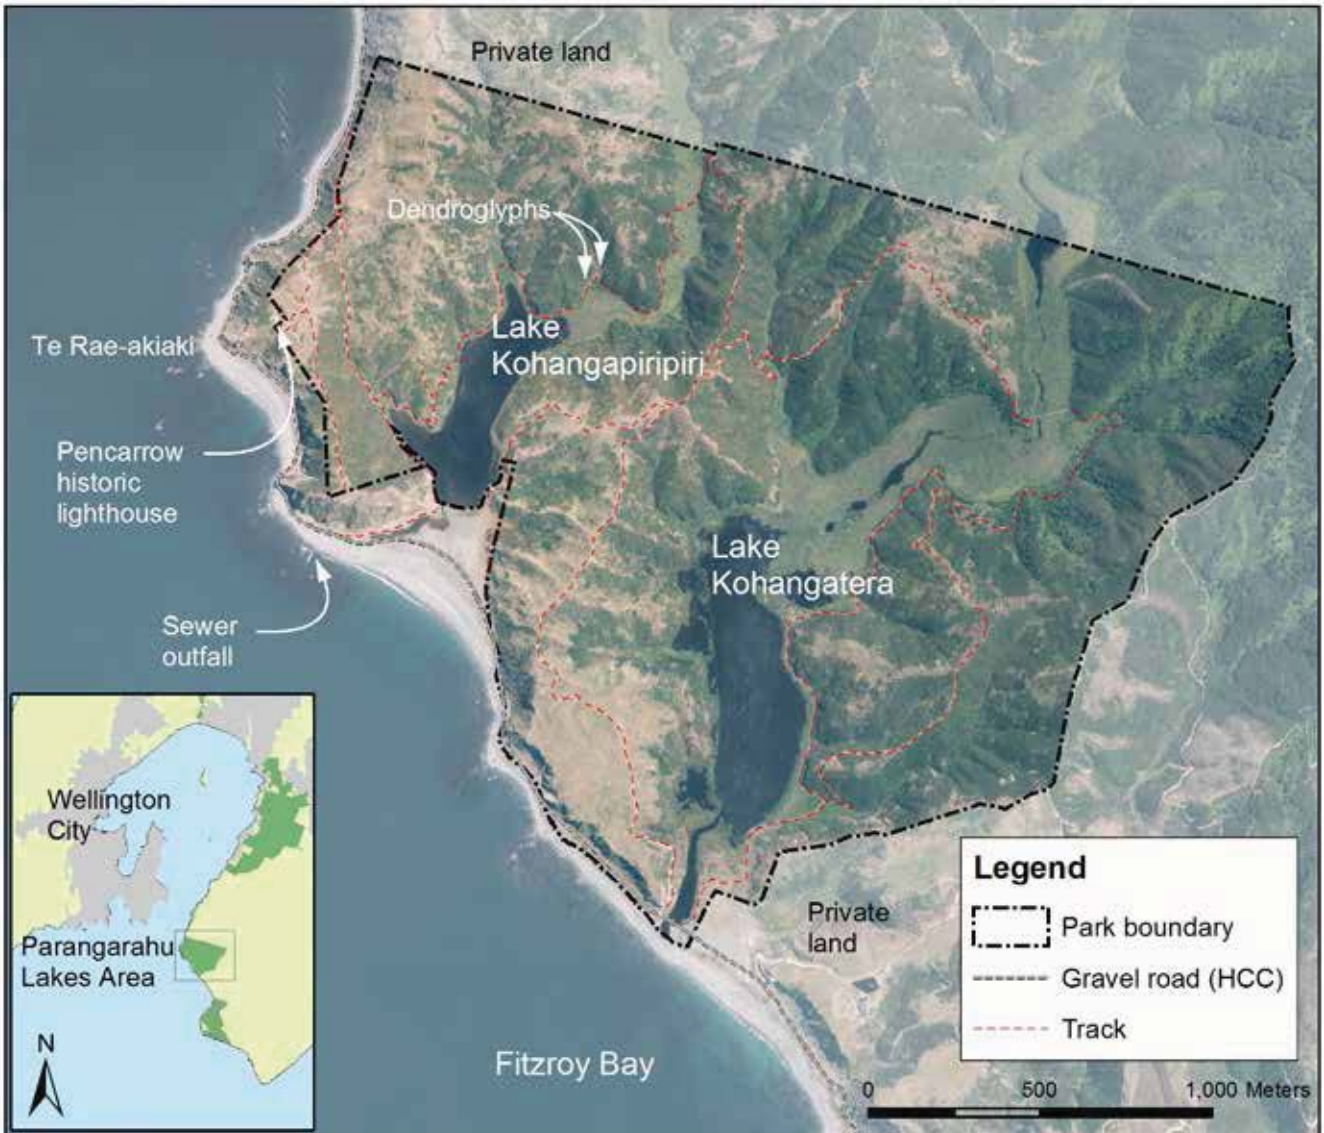 Private land
Dendroglyphs
Lake
Kohangapiripiri
Te Rae-akiaki
Pencarrow
historic
lighthouse
Lake
Kohangatera
Sewer
outfall
Wellington
City
Parangarahu
Lakes Area
N
Fitzroy Bay
Private
land
Legend
Park boundary
Gravel road (HCC)
Track
0 500 1,000 Meters